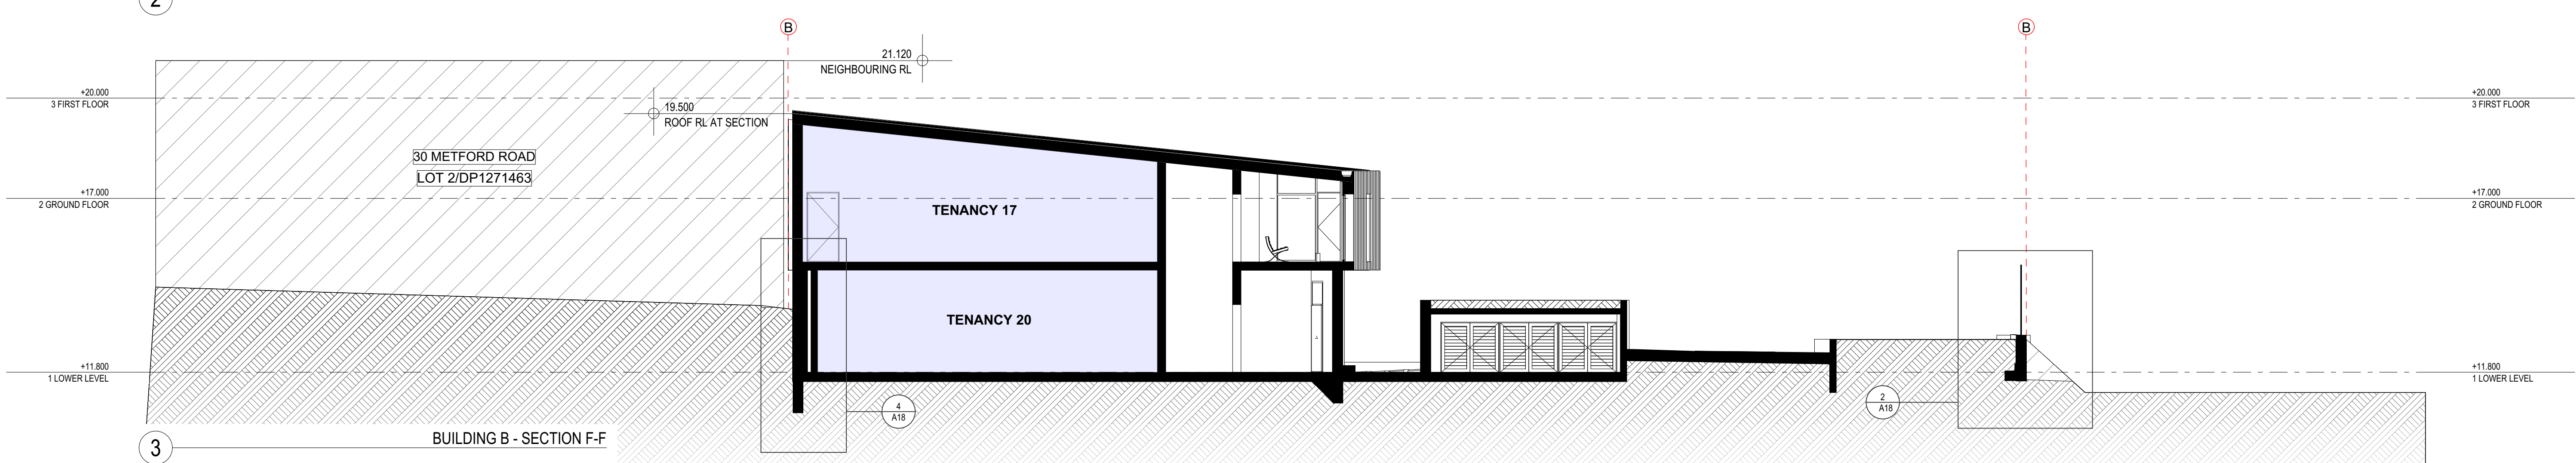 2
B
B
21.120
NEIGHBOURING RL
+20.000
3 FIRST FLOOR
+20.000
3 FIRST FLOOR
19.500
ROOF RL AT SECTION
30 METFORD ROAD
LOT 2/DP1271463
+17.000
2 GROUND FLOOR
+17.000
2 GROUND FLOOR
TENANCY 17
TENANCY 20
+11.800
1 LOWER LEVEL
+11.800
1 LOWER LEVEL
4
A18
2
A18
3
BUILDING B - SECTION F-F